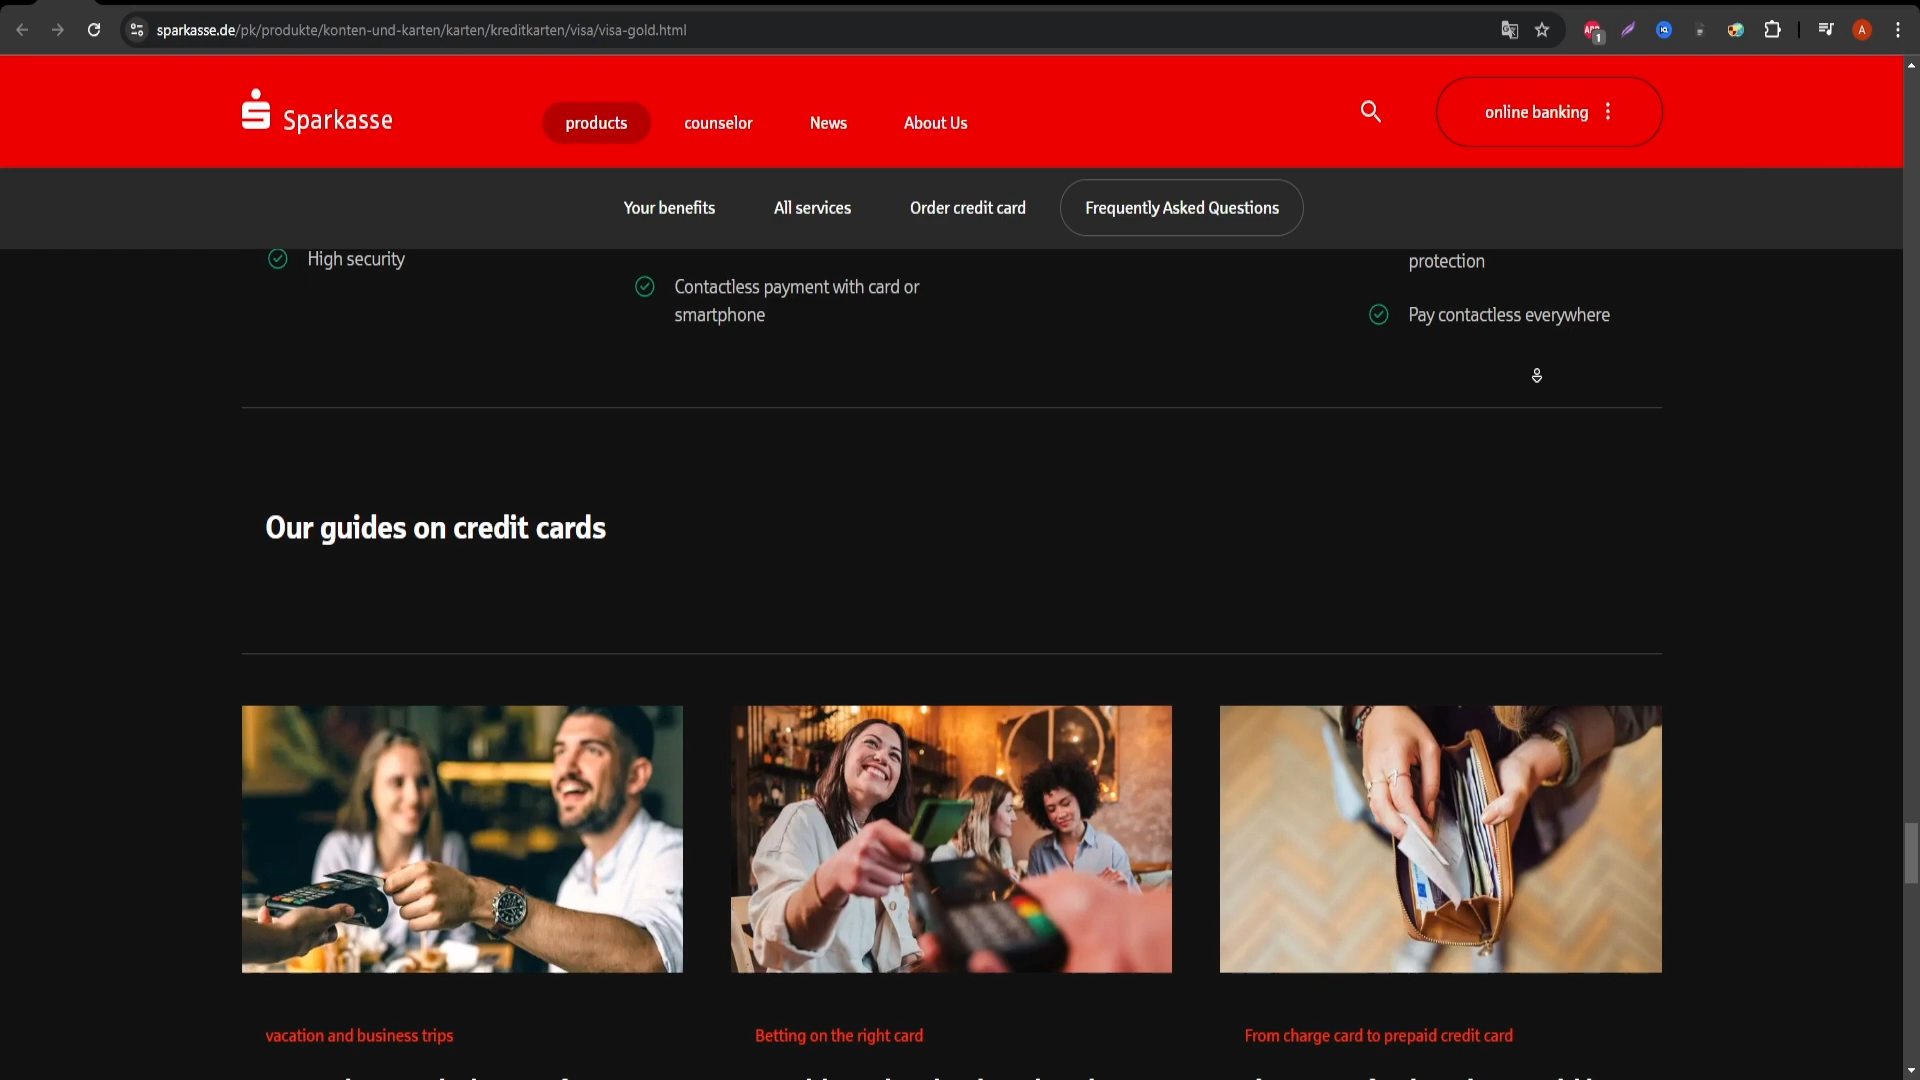 sparkasse.de/pk/produkte/konten-und-karten/karten/kreditkarten/visa/visa-gold.html
1
A
Sparkasse
products
counselor
News
About Us
online banking
Your benefits
All services
Order credit card
Frequently Asked Questions
High security
Contactless payment with card or
smartphone
protection
Pay contactless everywhere
Our guides on credit cards
vacation and business trips
Betting on the right card
From charge card to prepaid credit card